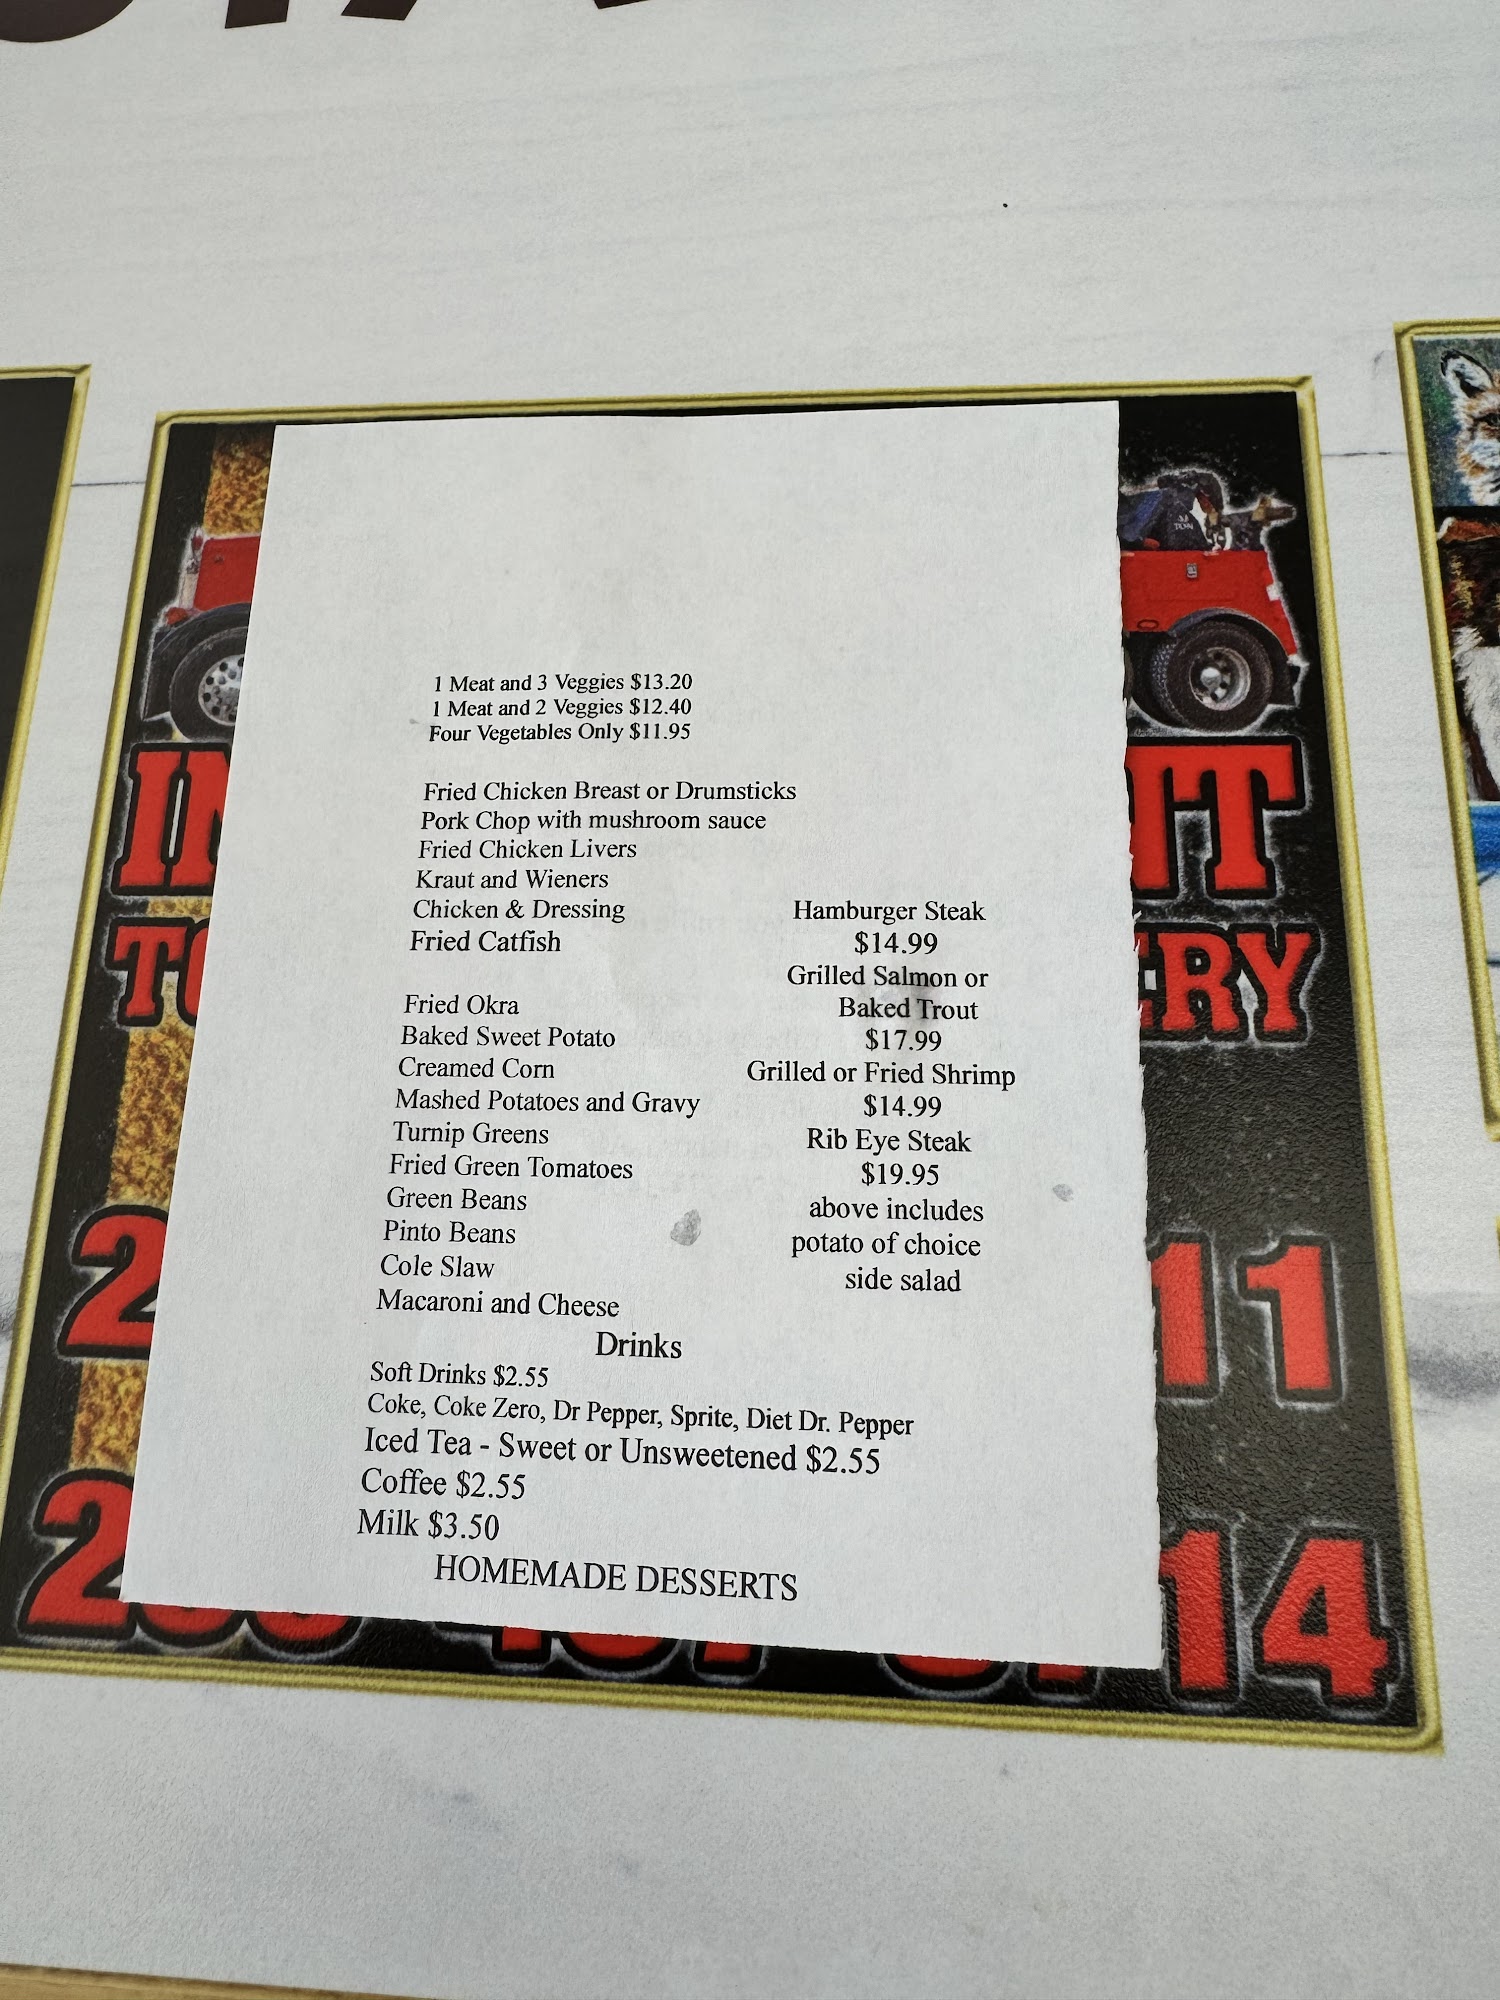 1 Meat and 3 Veggies $13.20
1 Meat and 2 Veggies $12.40
Four Vegetables Only $11.95
Fried Chicken Breast or Drumsticks
Pork Chop with mushroom sauce
Fried Chicken Livers
Kraut and Wieners
Chicken & Dressing
Fried Catfish
Fried Okra
Baked Sweet Potato
Creamed Corn
Mashed Potatoes and Gravy
Turnip Greens
Fried Green Tomatoes
Green Beans
Pinto Beans
Cole Slaw
Macaroni and Cheese
Hamburger Steak
$14.99
Grilled Salmon or
Baked Trout
$17.99
Grilled or Fried Shrimp
$14.99
Rib Eye Steak
$19.95
above includes
potato of choice
side salad
Drinks
Soft Drinks $2.55
Coke, Coke Zero, Dr Pepper, Sprite, Diet Dr. Pepper
Iced Tea - Sweet or Unsweetened $2.55
Coffee $2.55
Milk $3.50
HOMEMADE DESSERTS